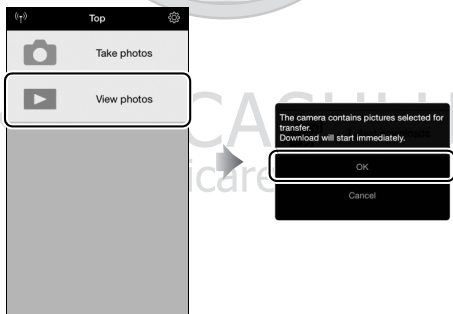 Top
Take photos
View photos
The camera contains pictures selected for
transfer.
Download will start immediately.
OK
Cancel